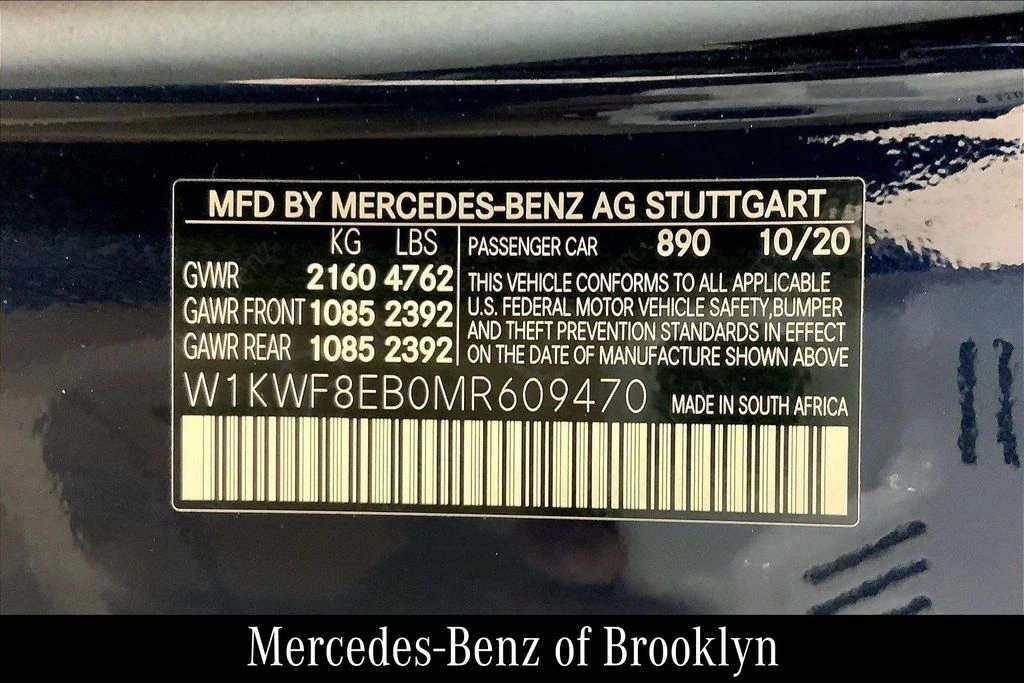 MFD BY MERCEDES-BENZ AG STUTTGART
KG LBS
GVWR 2160 4762
GAWR FRONT 1085 2392
GAWR REAR 1085 2392
PASSENGER CAR 890 10/20
THIS VEHICLE CONFORMS TO ALL APPLICABLE
U.S. FEDERAL MOTOR VEHICLE SAFETY,BUMPER
AND THEFT PREVENTION STANDARDS IN EFFECT
ON THE DATE OF MANUFACTURE SHOWN ABOVE
W1KWF8EB0MR609470 MADE IN SOUTH AFRICA
Mercedes-Benz of Brooklyn